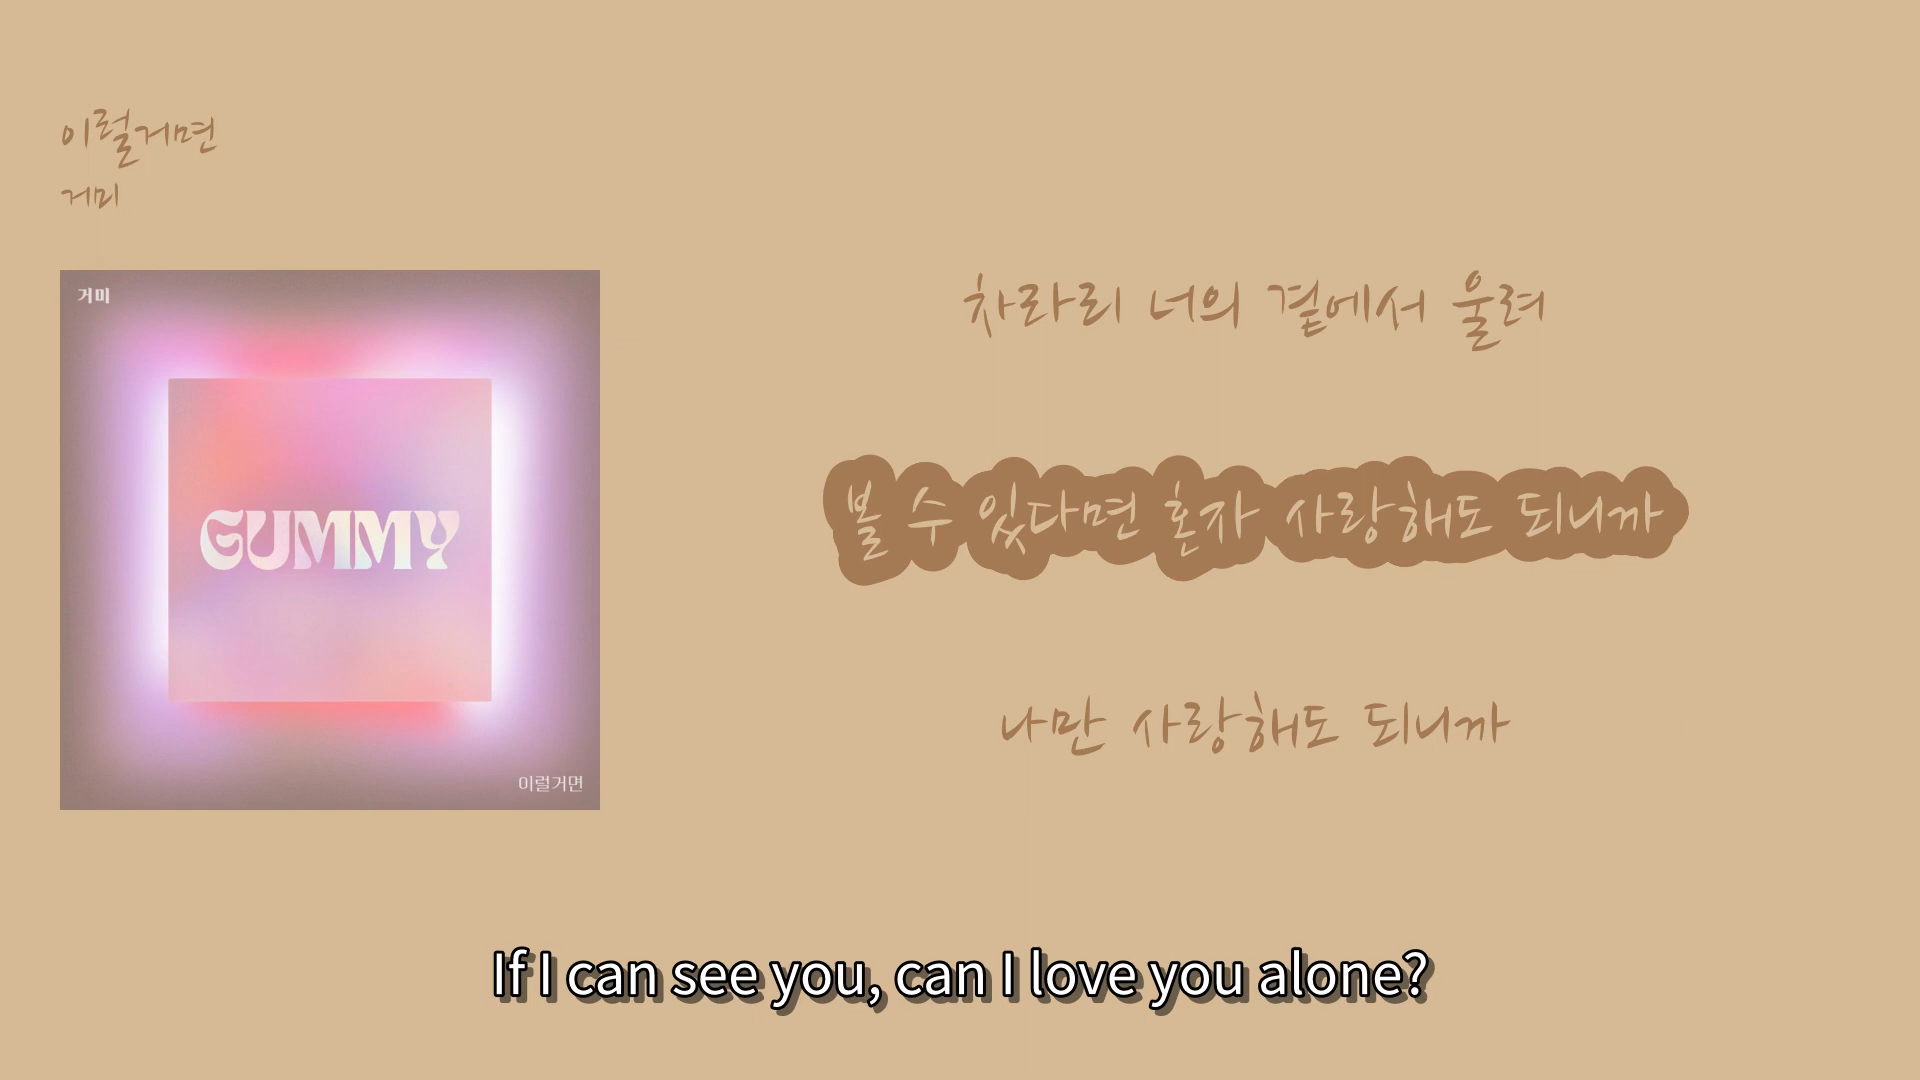 이럴거면
거미
거미
GUMMY
이럴거면
차라리 너의 곁에서 울려
볼 수 있다면 혼자 사랑해도 되니까
나만 사랑해도 되니까
If I can see you, can I love you alone?